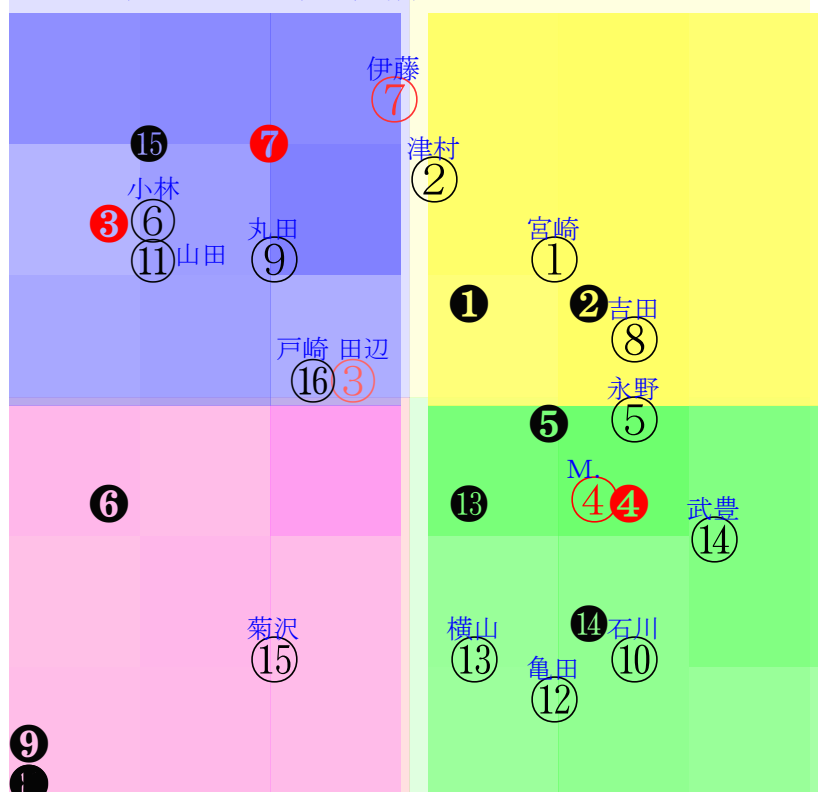 伊藤
⑦
⓯ ❼ 津村
②
小林
❸ ⑥ 丸田 宮崎
⑪ 山田 ⑨ ①
❶ ❷ 吉田
⑧
戸崎 田辺
⑯ ③ 永野
❺ ⑤
M.
❻ ⓭ ④ ❹ 武豊
⑭
菊沢 横山 ⓮ 石川
⑮ ⑬ 亀田 ⑩
⑫
❾